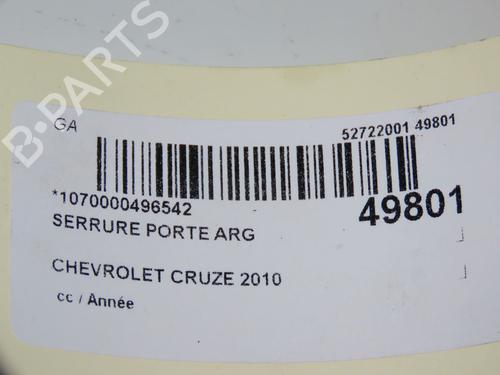 B-PARTS
GA
52722001 49801
*1070000496542
49801
SERRURE PORTE ARG
CHEVROLET CRUZE 2010
cc / Année